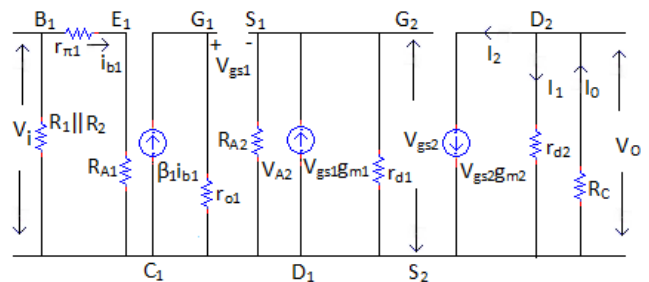 B₁ E₁ G₁ S₁ G₂ D₂
rπ1 + - I₂
ib1 Vgs1 I₁ I₀
Vi R₁||R₂ RA2 Vgs2 rd2 VO
RA1 β₁ib1 VA2 Vgs1gm1 rd1 Vgs2gm2 RC
ro1
C₁ D₁ S₂